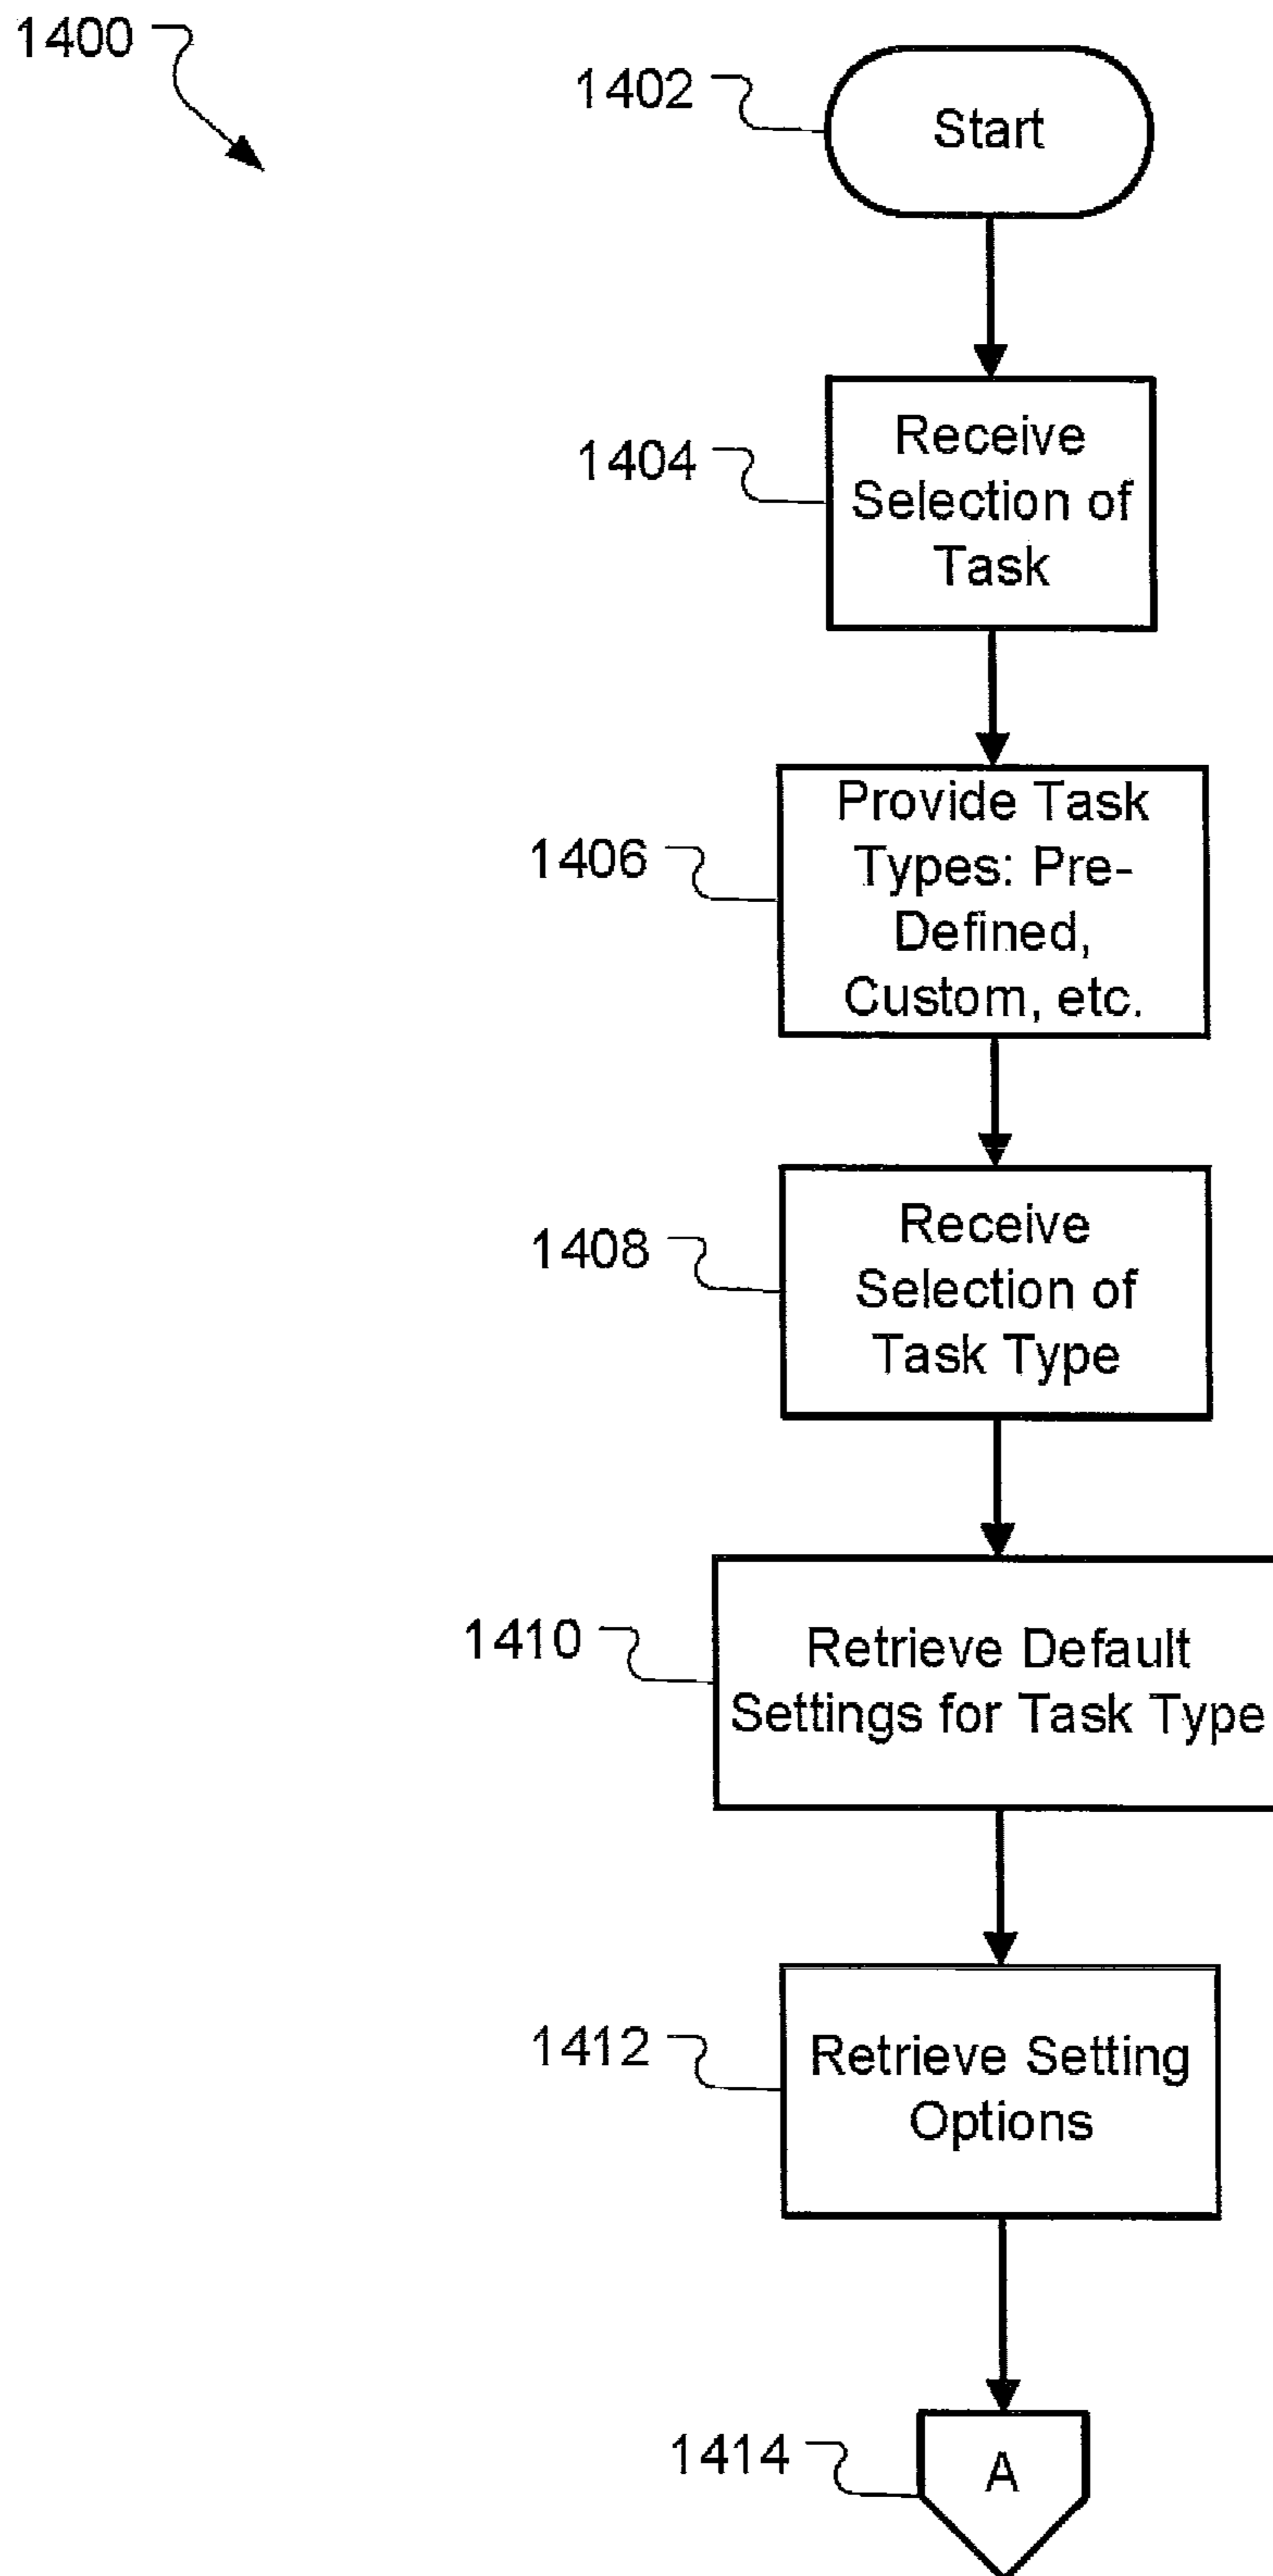 1400
1402
Start
1404
Receive
Selection of
Task
1406
Provide Task
Types: Pre-
Defined,
Custom, etc.
1408
Receive
Selection of
Task Type
1410
Retrieve Default
Settings for Task Type
1412
Retrieve Setting
Options
1414
A